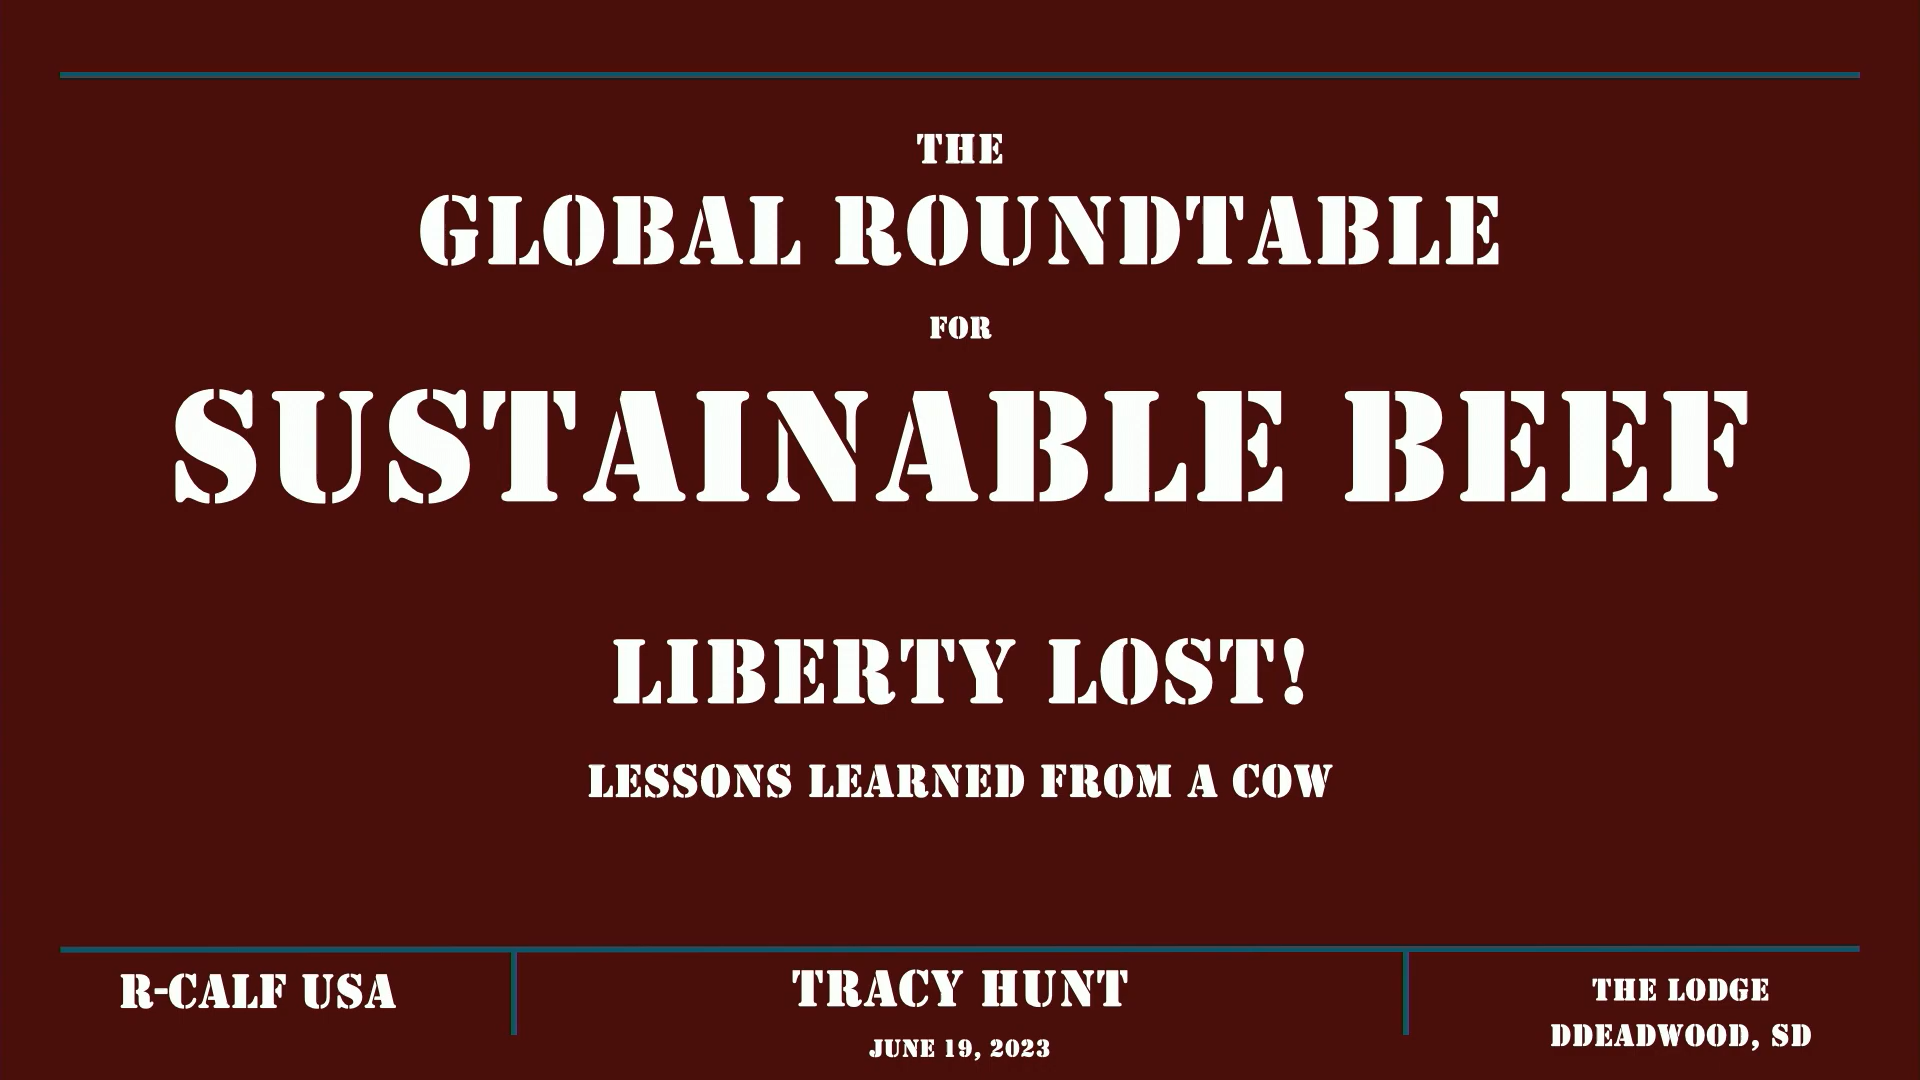 THE
GLOBAL ROUNDTABLE
FOR
SUSTAINABLE BEEF
LIBERTY LOST!
LESSONS LEARNED FROM A COW
R-CALF USA
TRACY HUNT
JUNE 19, 2023
THE LODGE
DDEADWOOD, SD